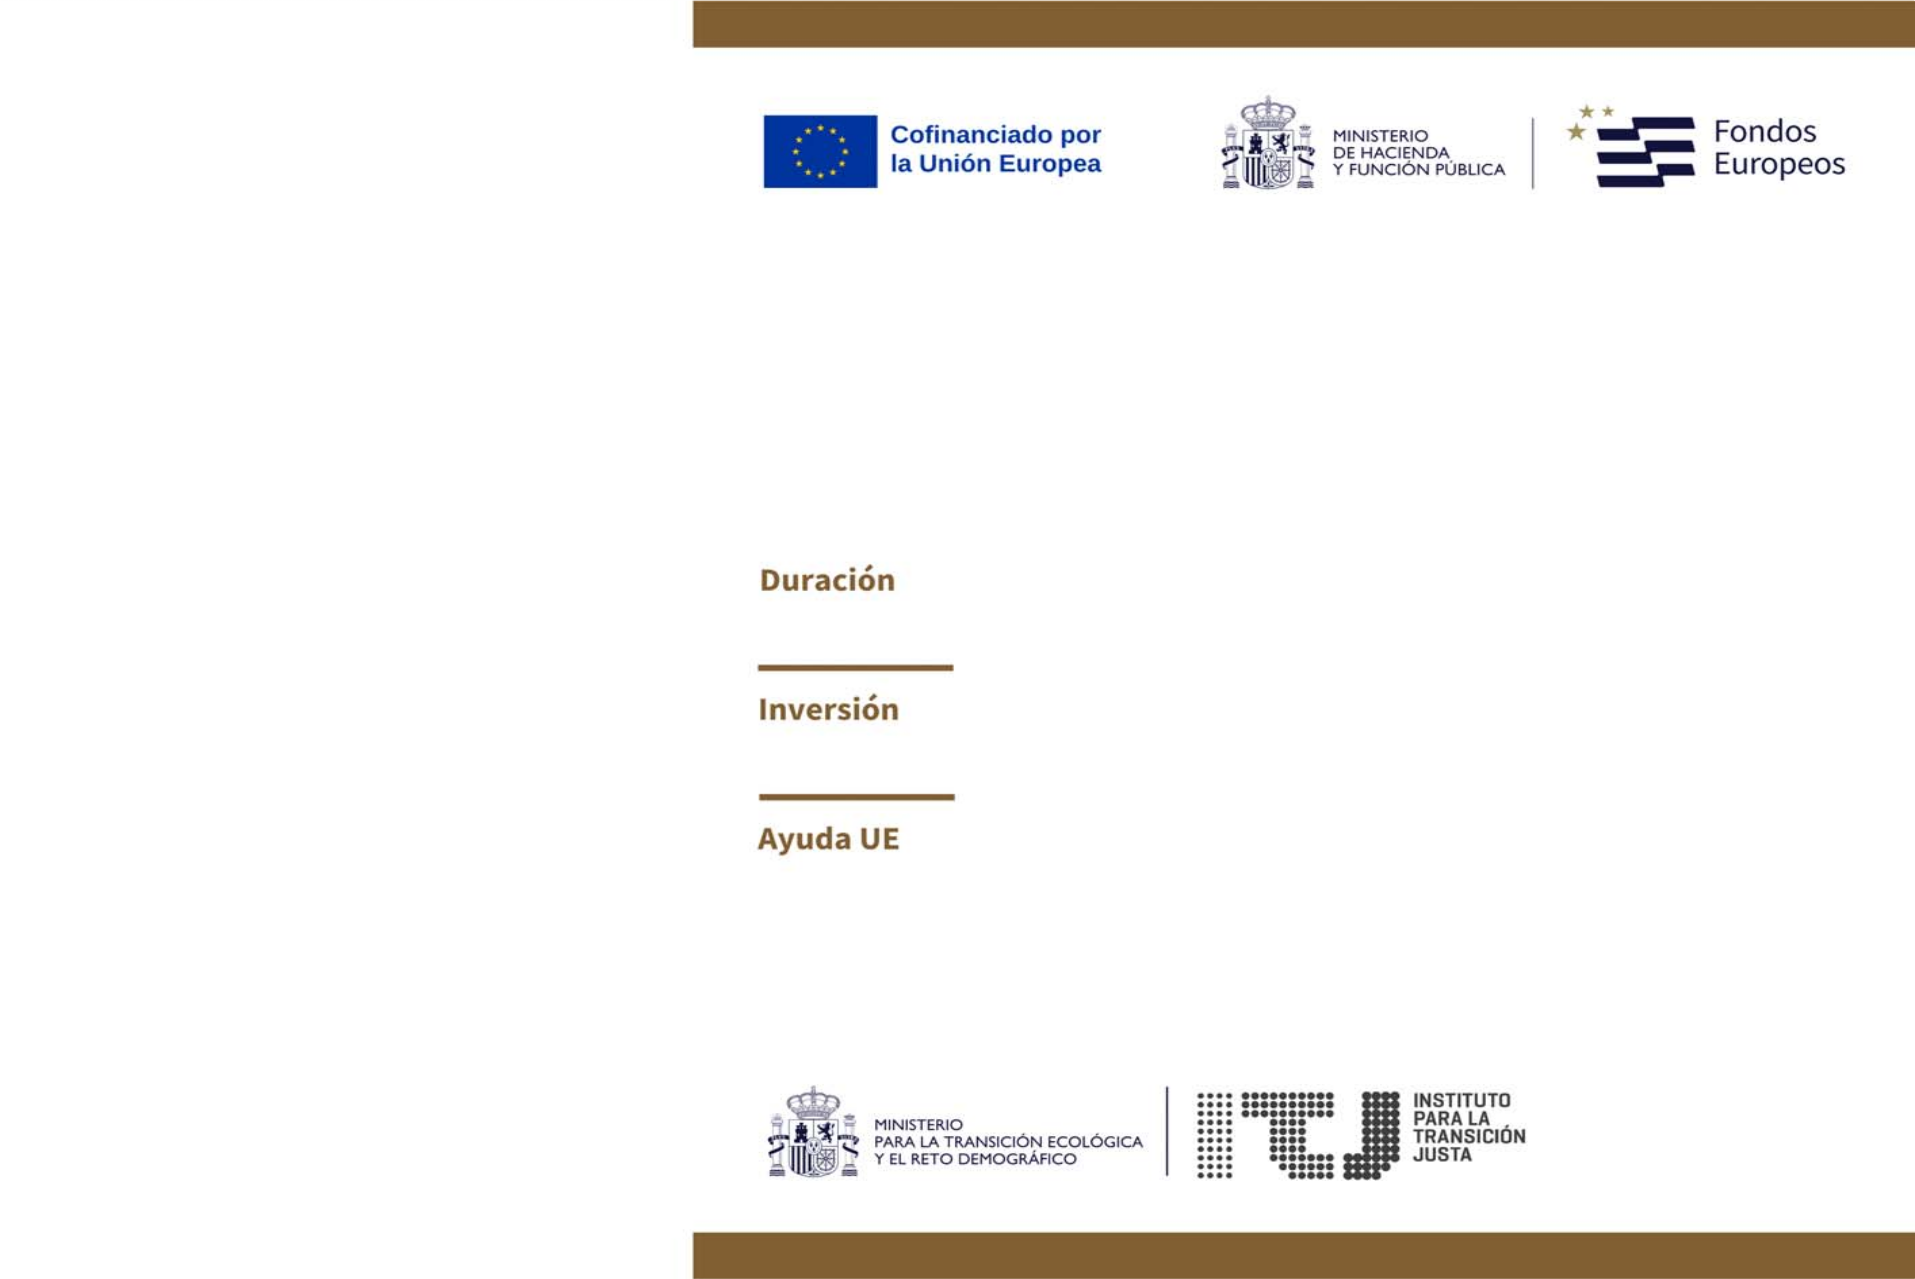 Cofinanciado por
la Unión Europea
MINISTERIO
DE HACIENDA
Y FUNCIÓN PÚBLICA
Fondos
Europeos
Duración
Inversión
Ayuda UE
MINISTERIO
PARA LA TRANSICIÓN ECOLÓGICA
Y EL RETO DEMOGRÁFICO
ITJ
INSTITUTO
PARA LA
TRANSICIÓN
JUSTA